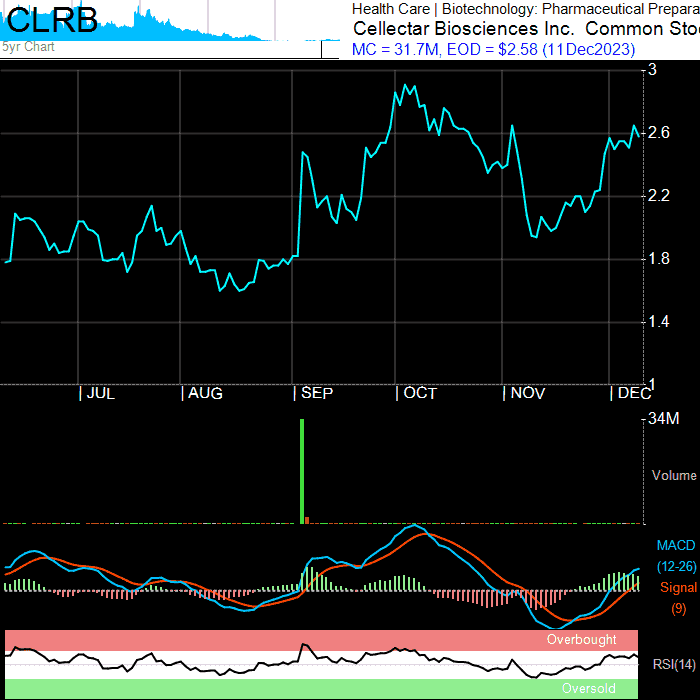 CLRB
5yr Chart
Health Care | Biotechnology: Pharmaceutical Prepara
Cellectar Biosciences Inc. Common Stoc
MC = 31.7M, EOD = $2.58 (11Dec2023)
3
2.6
2.2
1.8
1.4
1
JUL
AUG
SEP
OCT
NOV
DEC
34M
Volume
MACD
(12-26)
Signal
(9)
Overbought
RSI(14)
Oversold